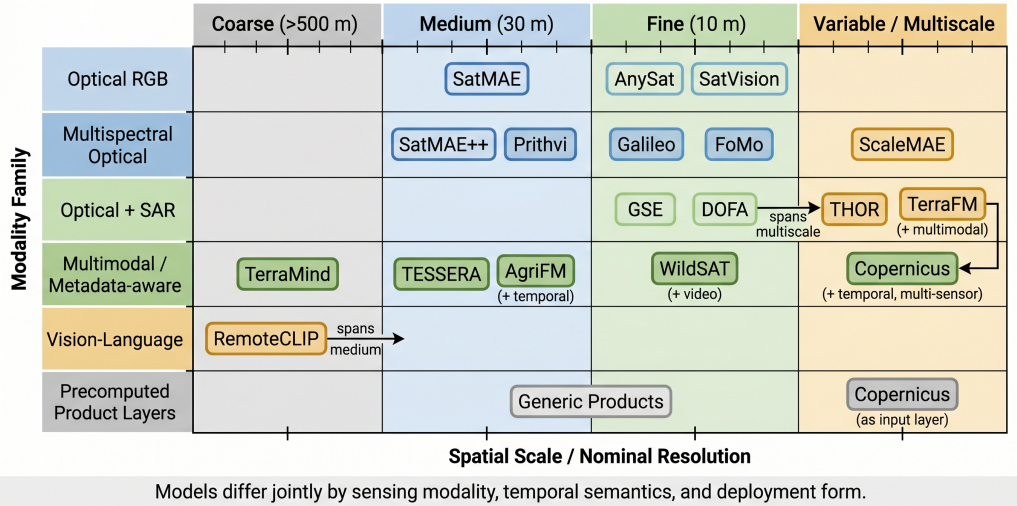 Coarse (>500 m)
Medium (30 m)
Fine (10 m)
Variable / Multiscale
Modality Family
Optical RGB
SatMAE
AnySat
SatVision
Multispectral
Optical
SatMAE++
Prithvi
Galileo
FoMo
ScaleMAE
Optical + SAR
GSE
DOFA
spans
multiscale
THOR
TerraFM
(+ multimodal)
Multimodal /
Metadata-aware
TerraMind
TESSERA
AgriFM
(+ temporal)
WildSAT
(+ video)
Copernicus
(+ temporal, multi-sensor)
Vision-Language
RemoteCLIP
spans
medium
Precomputed
Product Layers
Generic Products
Copernicus
(as input layer)
Spatial Scale / Nominal Resolution
Models differ jointly by sensing modality, temporal semantics, and deployment form.